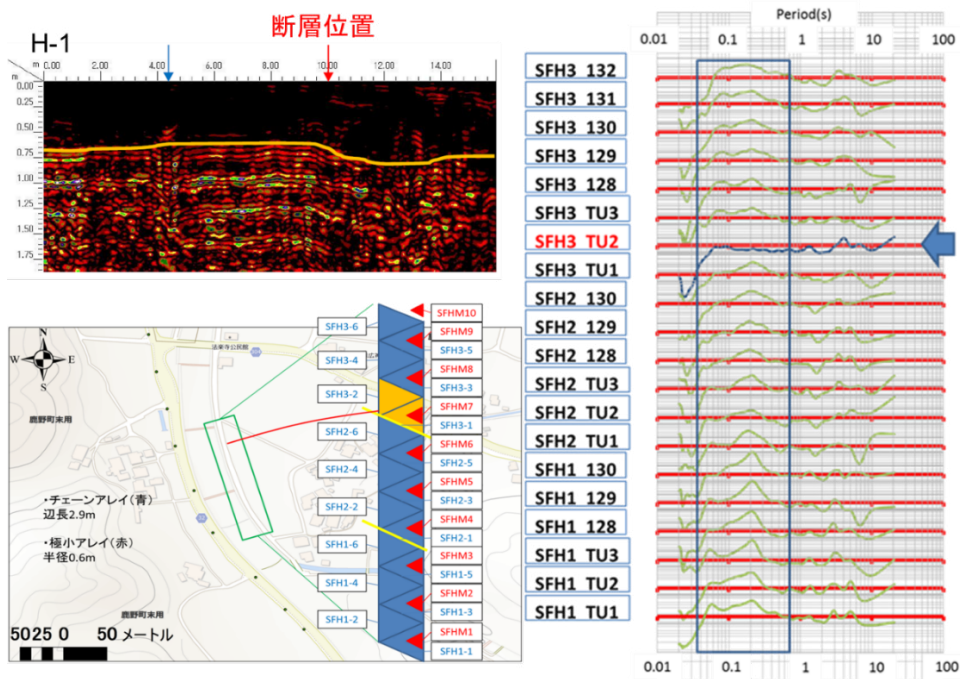 断層位置
H-1
m
0.00 2.00 4.00 6.00 8.00 10.00 12.00 14.00
m
0.00
0.25
0.50
0.75
1.00
1.25
1.50
1.75
N
W E
S
法楽寺公民館
鹿野町末用
・チェーンアレイ(青)
辺長2.9m
・極小アレイ(赤)
半径0.6m
鹿野町末用
5025 0 50 メートル
SFH3-6
SFH3-4
SFH3-2
SFH2-6
SFH2-4
SFH2-2
SFH1-6
SFH1-4
SFH1-2
SFHM10
SFHM9
SFH3-5
SFHM8
SFH3-3
SFHM7
SFH3-1
SFHM6
SFH2-5
SFHM5
SFH2-3
SFHM4
SFH2-1
SFHM3
SFH1-5
SFHM2
SFH1-3
SFHM1
SFH1-1
Period(s)
0.01 0.1 1 10 100
SFH3 132
SFH3 131
SFH3 130
SFH3 129
SFH3 128
SFH3 TU3
SFH3 TU2
SFH3 TU1
SFH2 130
SFH2 129
SFH2 128
SFH2 TU3
SFH2 TU2
SFH2 TU1
SFH1 130
SFH1 129
SFH1 128
SFH1 TU3
SFH1 TU2
SFH1 TU1
0.01 0.1 1 10 100